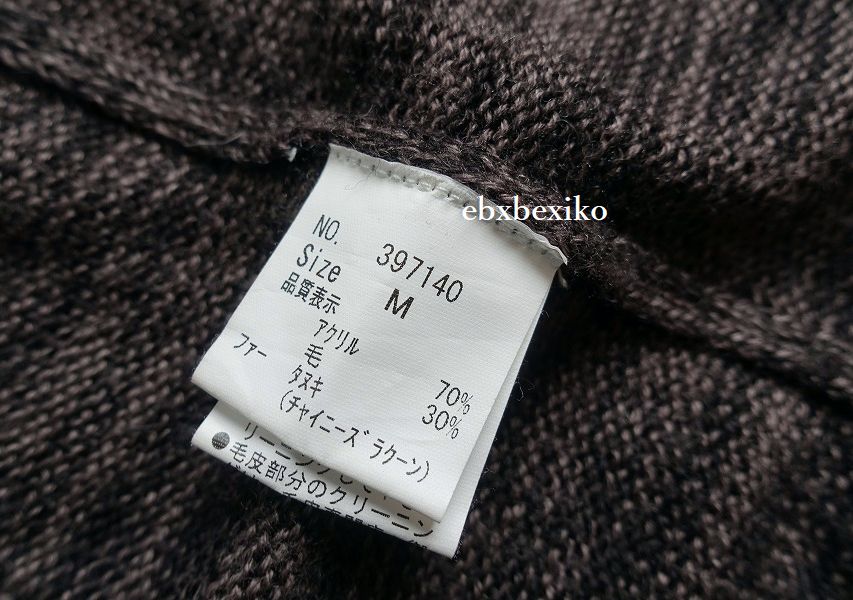 ebxbexiko
NO. 397140
Size M
品質表示
アクリル 70%
毛 30%
ファー タヌキ
(チャイニーズラクーン)
●毛皮部分のクリーニン